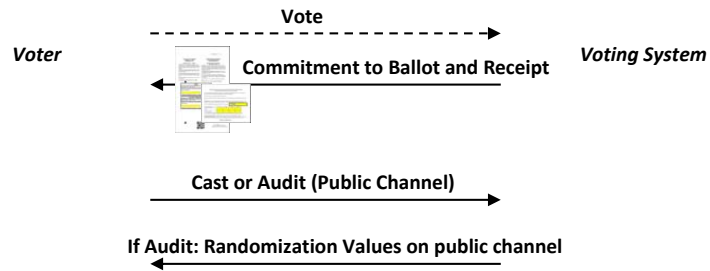 Vote
Voter
Voting System
Commitment to Ballot and Receipt
Cast or Audit (Public Channel)
If Audit: Randomization Values on public channel